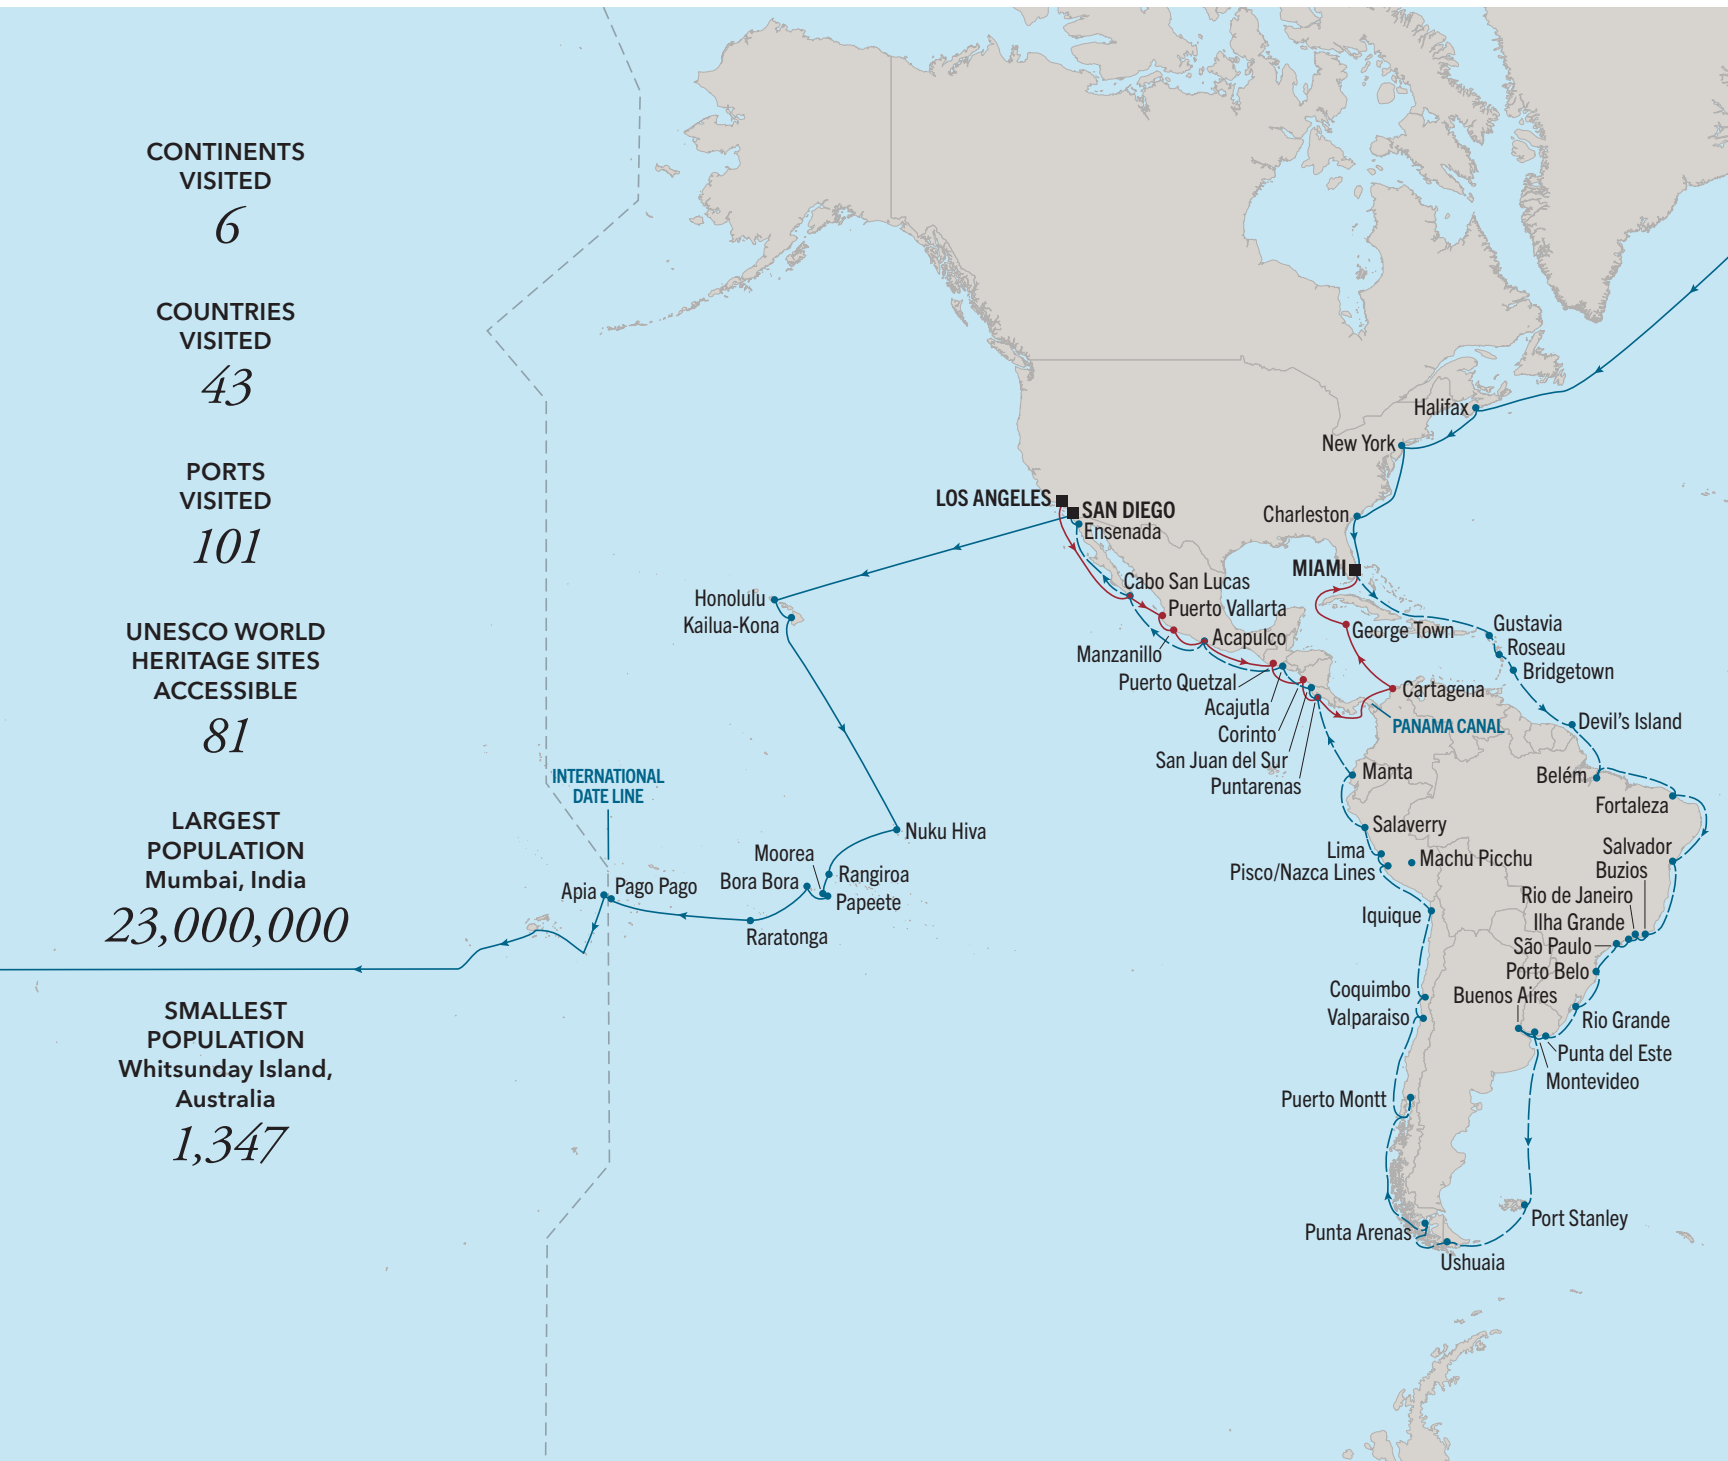 CONTINENTS
VISITED
6
COUNTRIES
VISITED
43
PORTS
VISITED
101
UNESCO WORLD
HERITAGE SITES
ACCESSIBLE
81
LARGEST
POPULATION
Mumbai, India
23,000,000
SMALLEST
POPULATION
Whitsunday Island,
Australia
1,347
INTERNATIONAL
DATE LINE
Apia
Pago Pago
Bora Bora
Moorea
Rangiroa
Papeete
Raratonga
Nuku Hiva
Honolulu
Kailua-Kona
LOS ANGELES
SAN DIEGO
Ensenada
Cabo San Lucas
Puerto Vallarta
Manzanillo
Acapulco
Puerto Quetzal
Acajutla
Corinto
San Juan del Sur
Puntarenas
Halifax
New York
Charleston
MIAMI
George Town
Cartagena
PANAMA CANAL
Gustavia
Roseau
Bridgetown
Devil's Island
Belém
Fortaleza
Salvador
Buzios
Rio de Janeiro
Ilha Grande
São Paulo
Porto Belo
Buenos Aires
Rio Grande
Punta del Este
Montevideo
Manta
Salaverry
Lima
Machu Picchu
Pisco/Nazca Lines
Iquique
Coquimbo
Valparaiso
Puerto Montt
Punta Arenas
Ushuaia
Port Stanley